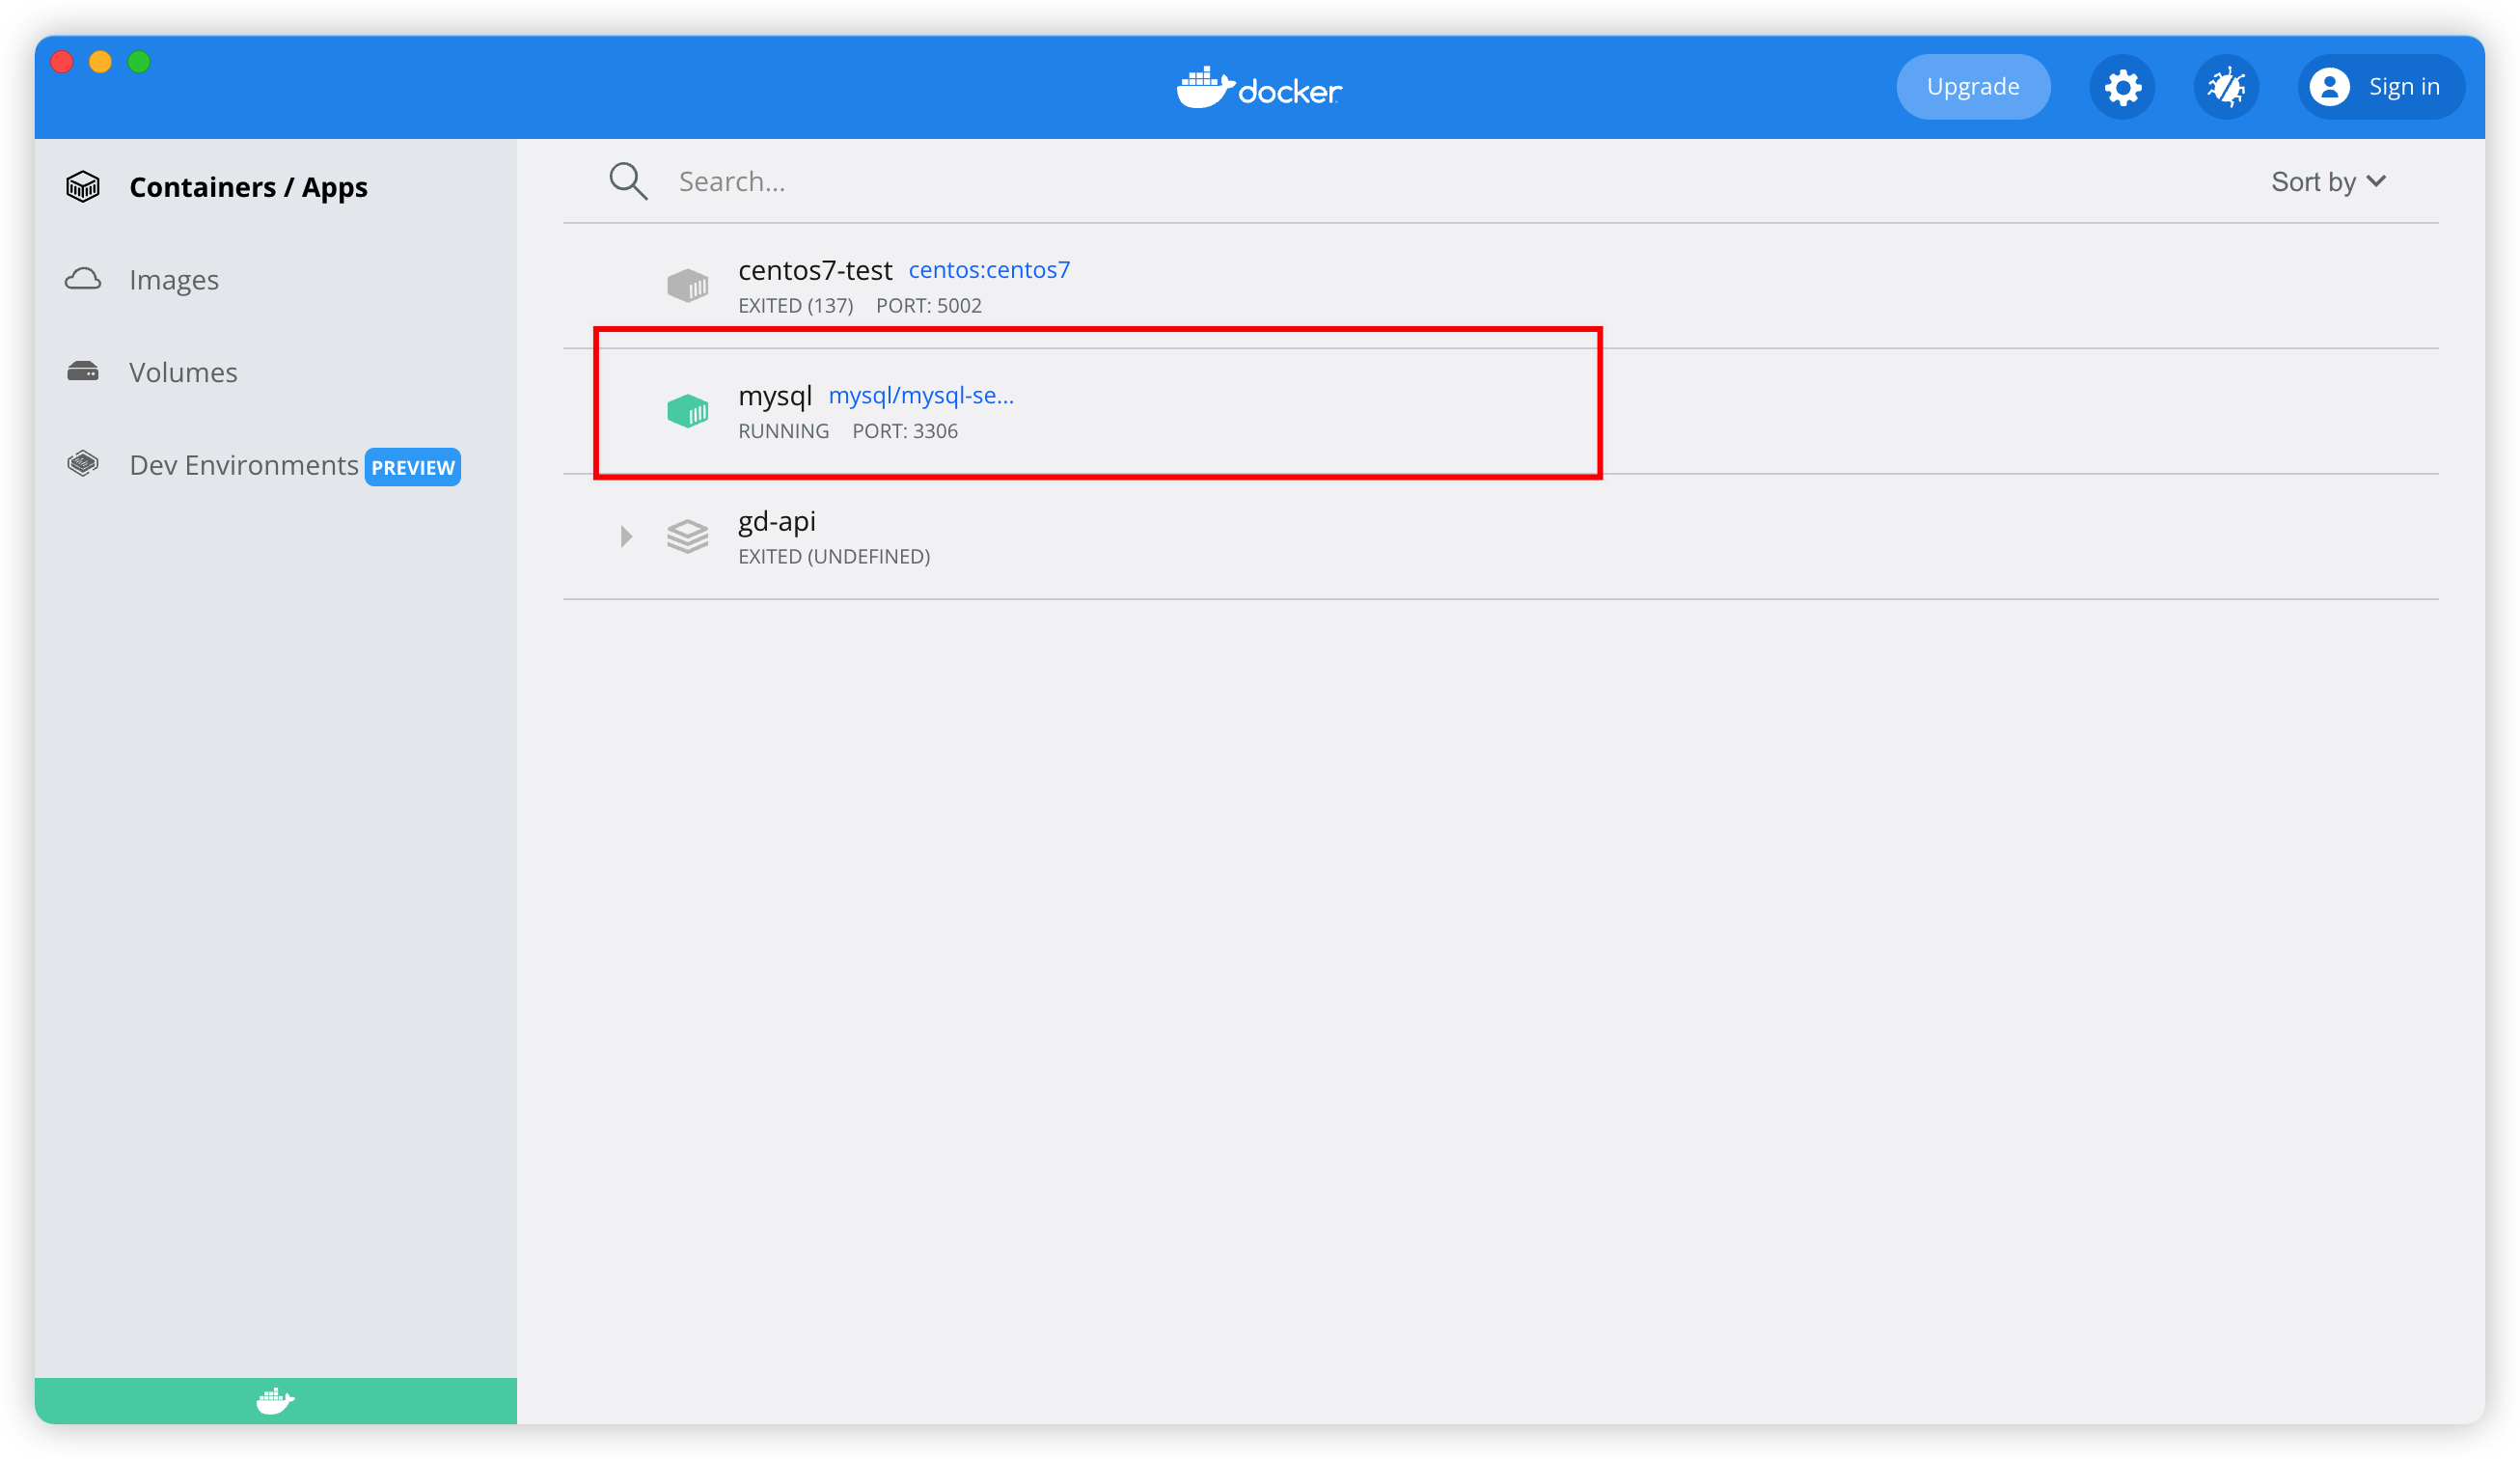 docker
Upgrade
Sign in
Containers / Apps
Images
Volumes
Dev Environments PREVIEW
Search...
Sort by
centos7-test centos:centos7
EXITED (137) PORT: 5002
mysql mysql/mysql-se...
RUNNING PORT: 3306
gd-api
EXITED (UNDEFINED)